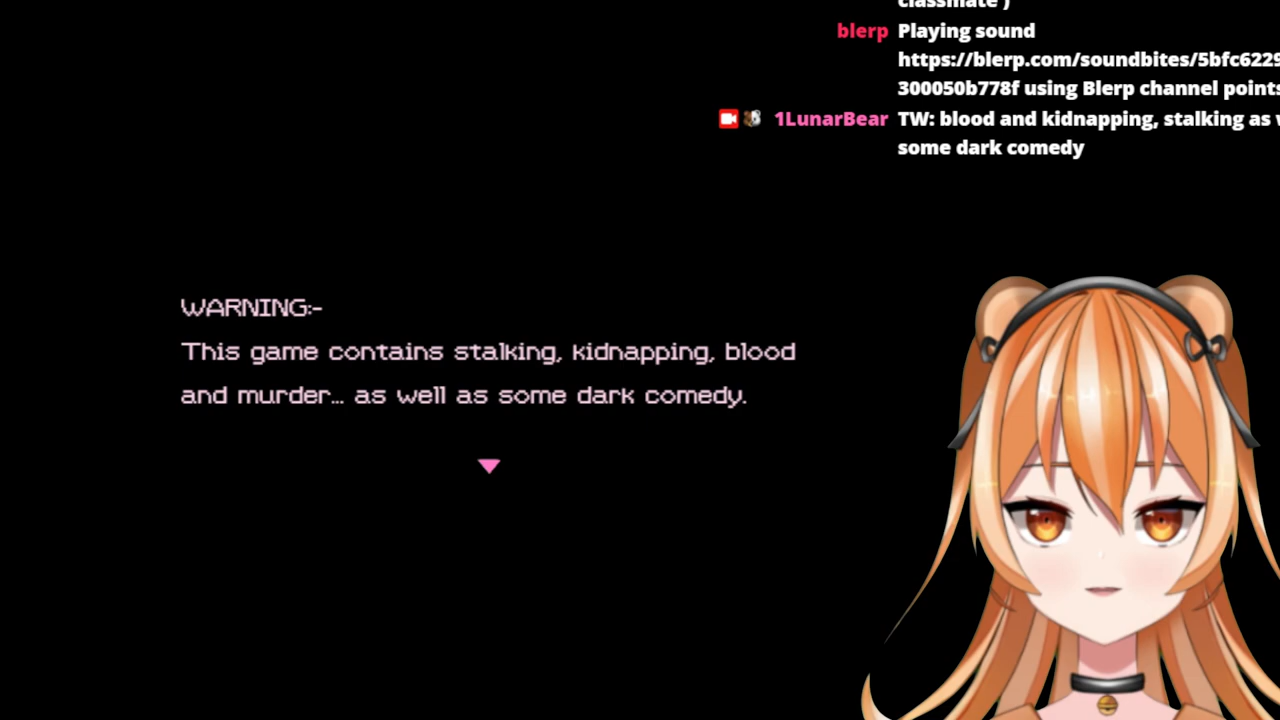 classmate )
blerp Playing sound
https://blerp.com/soundbites/5bfc6229
300050b778f using Blerp channel points
1LunarBear TW: blood and kidnapping, stalking as
some dark comedy
WARNING:-
This game contains stalking, kidnapping, blood
and murder... as well as some dark comedy.